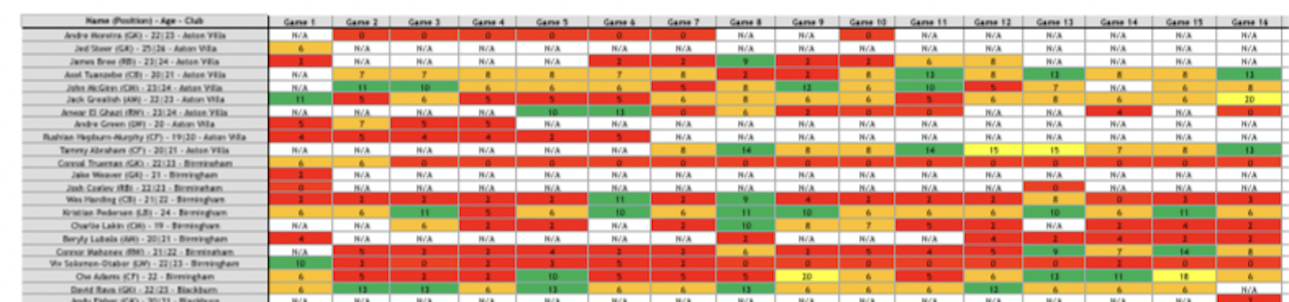 Name (Position) - Age - Club Game 1 Game 2 Game 3 Game 4 Game 5 Game 6 Game 7 Game 8 Game 9 Game 10 Game 11 Game 12 Game 13 Game 14 Game 15 Game 16
Andre Moreira (GK) - 22|23 - Aston Villa N/A 0 0 0 0 0 0 N/A N/A 0 N/A N/A N/A N/A N/A N/A
Jed Steer (GK) - 25|26 - Aston Villa 6 N/A N/A N/A N/A N/A N/A N/A N/A N/A N/A N/A N/A N/A N/A N/A
James Bree (RB) - 23|24 - Aston Villa 2 N/A N/A N/A N/A 2 2 9 2 2 6 8 N/A N/A N/A N/A
Axel Tuanzebe (CB) - 20|21 - Aston Villa N/A 7 7 8 8 7 8 2 2 8 13 8 13 8 8 13
John McGinn (CM) - 23|24 - Aston Villa N/A 11 10 6 6 6 5 8 12 6 10 5 7 N/A 6 8
Jack Grealish (AM) - 22|23 - Aston Villa 11 5 6 5 5 5 6 8 6 6 5 6 8 6 6 20
Anwar El Ghazi (RW) - 23|24 - Aston Villa N/A N/A N/A N/A 10 13 0 6 2 0 0 N/A N/A 4 N/A 0
Andre Green (LW) - 20 - Aston Villa 5 7 5 5 N/A N/A N/A N/A N/A N/A N/A N/A N/A N/A N/A N/A
Rushian Hepburn-Murphy (CF) - 19|20 - Aston Villa 4 5 4 4 2 5 N/A N/A N/A N/A N/A N/A N/A N/A N/A N/A
Tammy Abraham (CF) - 20|21 - Aston Villa N/A N/A N/A N/A N/A N/A 8 14 8 8 14 15 15 7 8 13
Connal Trueman (GK) - 22|23 - Birmingham 6 6 0 0 0 0 0 0 0 0 0 0 0 0 0 0
Jake Weaver (GK) - 21 - Birmingham 2 N/A N/A N/A N/A N/A N/A N/A N/A N/A N/A N/A N/A N/A N/A N/A
Josh Cogley (RB) - 22|23 - Birmingham 0 N/A N/A N/A N/A N/A N/A N/A N/A N/A N/A N/A 0 N/A N/A N/A
Wes Harding (CB) - 21|22 - Birmingham 2 2 2 2 2 11 2 9 4 2 2 2 8 0 3 3
Kristian Pedersen (LB) - 24 - Birmingham 6 6 11 5 6 10 6 11 10 6 6 6 10 6 11 6
Charlie Lakin (CM) - 19 - Birmingham N/A N/A 6 2 2 N/A 2 10 8 7 5 2 N/A 2 4 2
Beryly Lubala (AM) - 20|21 - Birmingham 4 N/A N/A N/A N/A N/A N/A 2 N/A N/A N/A 4 2 4 2 2
Connor Mahoney (RW) - 21|22 - Birmingham N/A 5 2 2 2 2 2 6 2 5 4 5 9 7 14 8
Viv Solomon-Otabor (LW) - 22|23 - Birmingham 10 2 0 2 2 2 2 0 0 0 0 0 0 2 0 0
Che Adams (CF) - 22 - Birmingham 6 5 2 2 10 5 5 5 20 6 5 6 13 11 18 6
David Raya (GK) - 22|23 - Blackburn 6 13 13 6 13 6 6 13 6 6 6 12 6 6 6 N/A